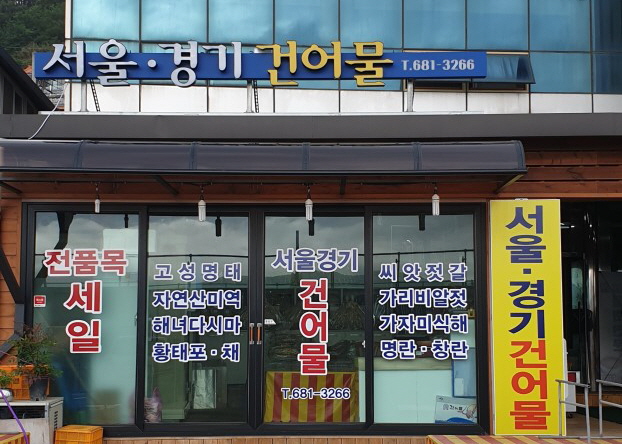 서울·경기 건어물 T.681-3266
전품목
세일
고성명태
자연산미역
해녀다시마
황태포·채
서울경기
건어물
T.681-3266
씨앗젓갈
가리비알젓
가자미식해
명란·창란
서울·경기건어물